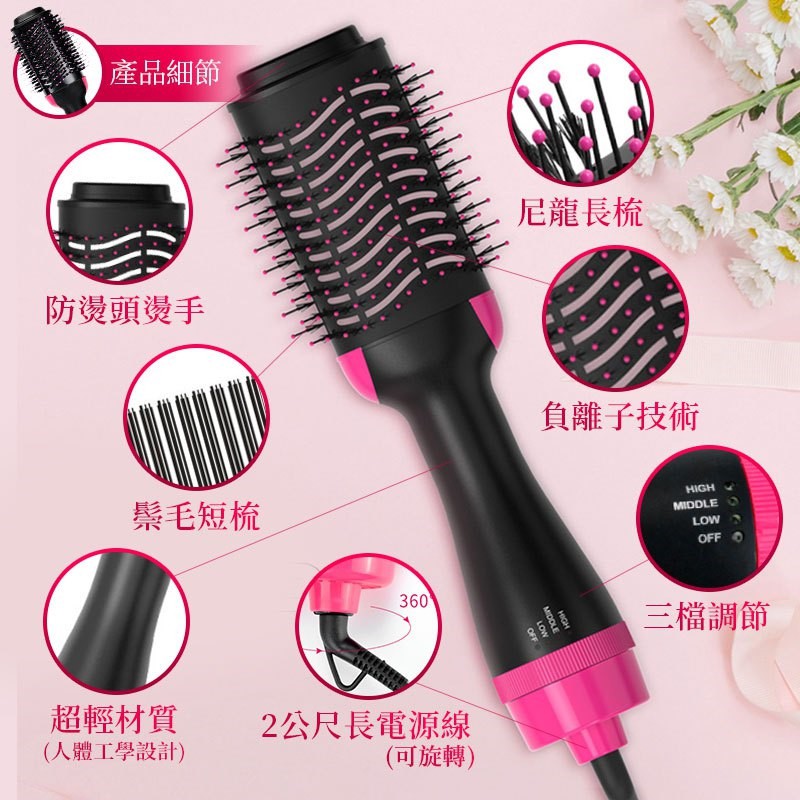 產品細節
尼龍長梳
防燙頭燙手
負離子技術
鬃毛短梳
HIGH
MIDDLE
LOW
OFF
三檔調節
360°
HIGH
MIDDLE
LOW
OFF
超輕材質
(人體工學設計)
2公尺長電源線
(可旋轉)